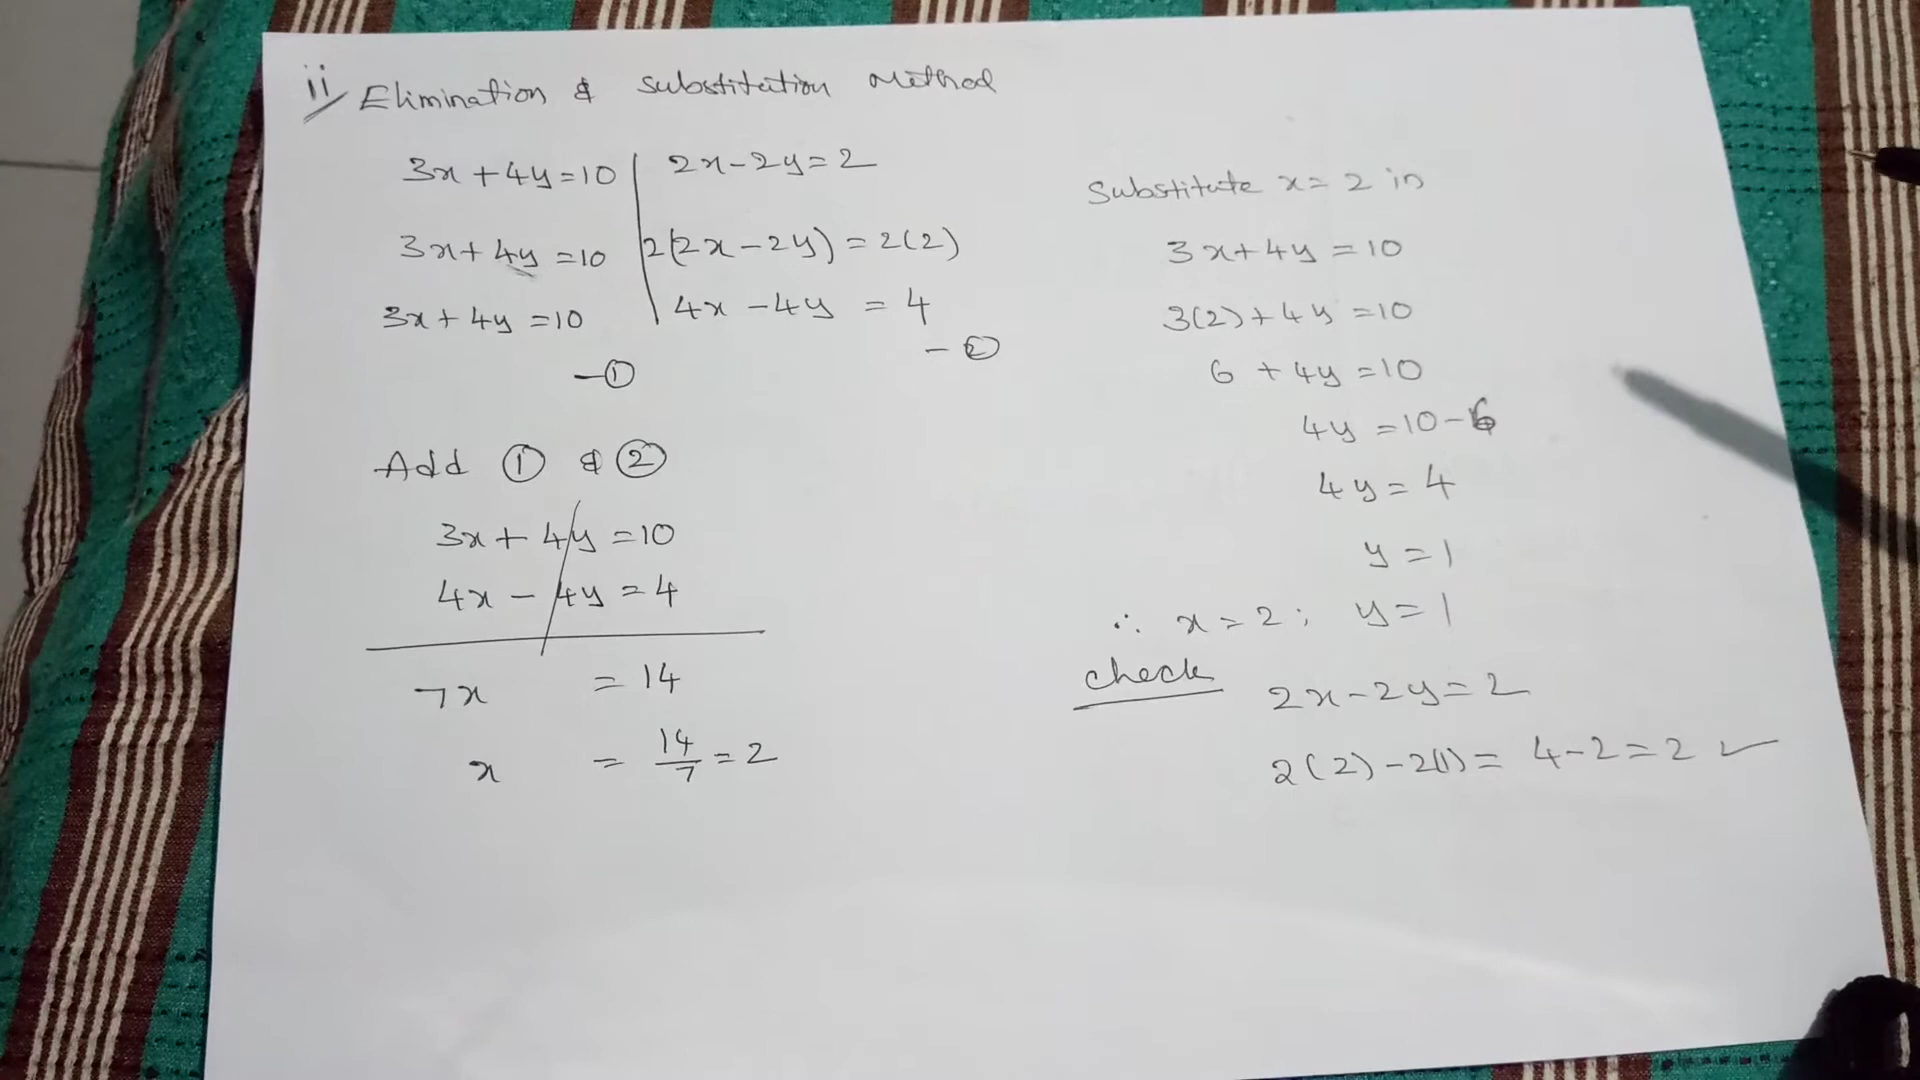 ii/ Elimination & substitution method
3x + 4y = 10 | 2x - 2y = 2
3x + 4y = 10 | 2(2x - 2y) = 2(2)
3x + 4y = 10 | 4x - 4y = 4
- ①
- ②
Add ① & ②
3x + 4y = 10
4x - 4y = 4
7x = 14
x = 14/7 = 2
Substitute x = 2 in
3x + 4y = 10
3(2) + 4y = 10
6 + 4y = 10
4y = 10 - 6
4y = 4
y = 1
∴ x = 2 ; y = 1
check
2x - 2y = 2
2(2) - 2(1) = 4 - 2 = 2 ✓